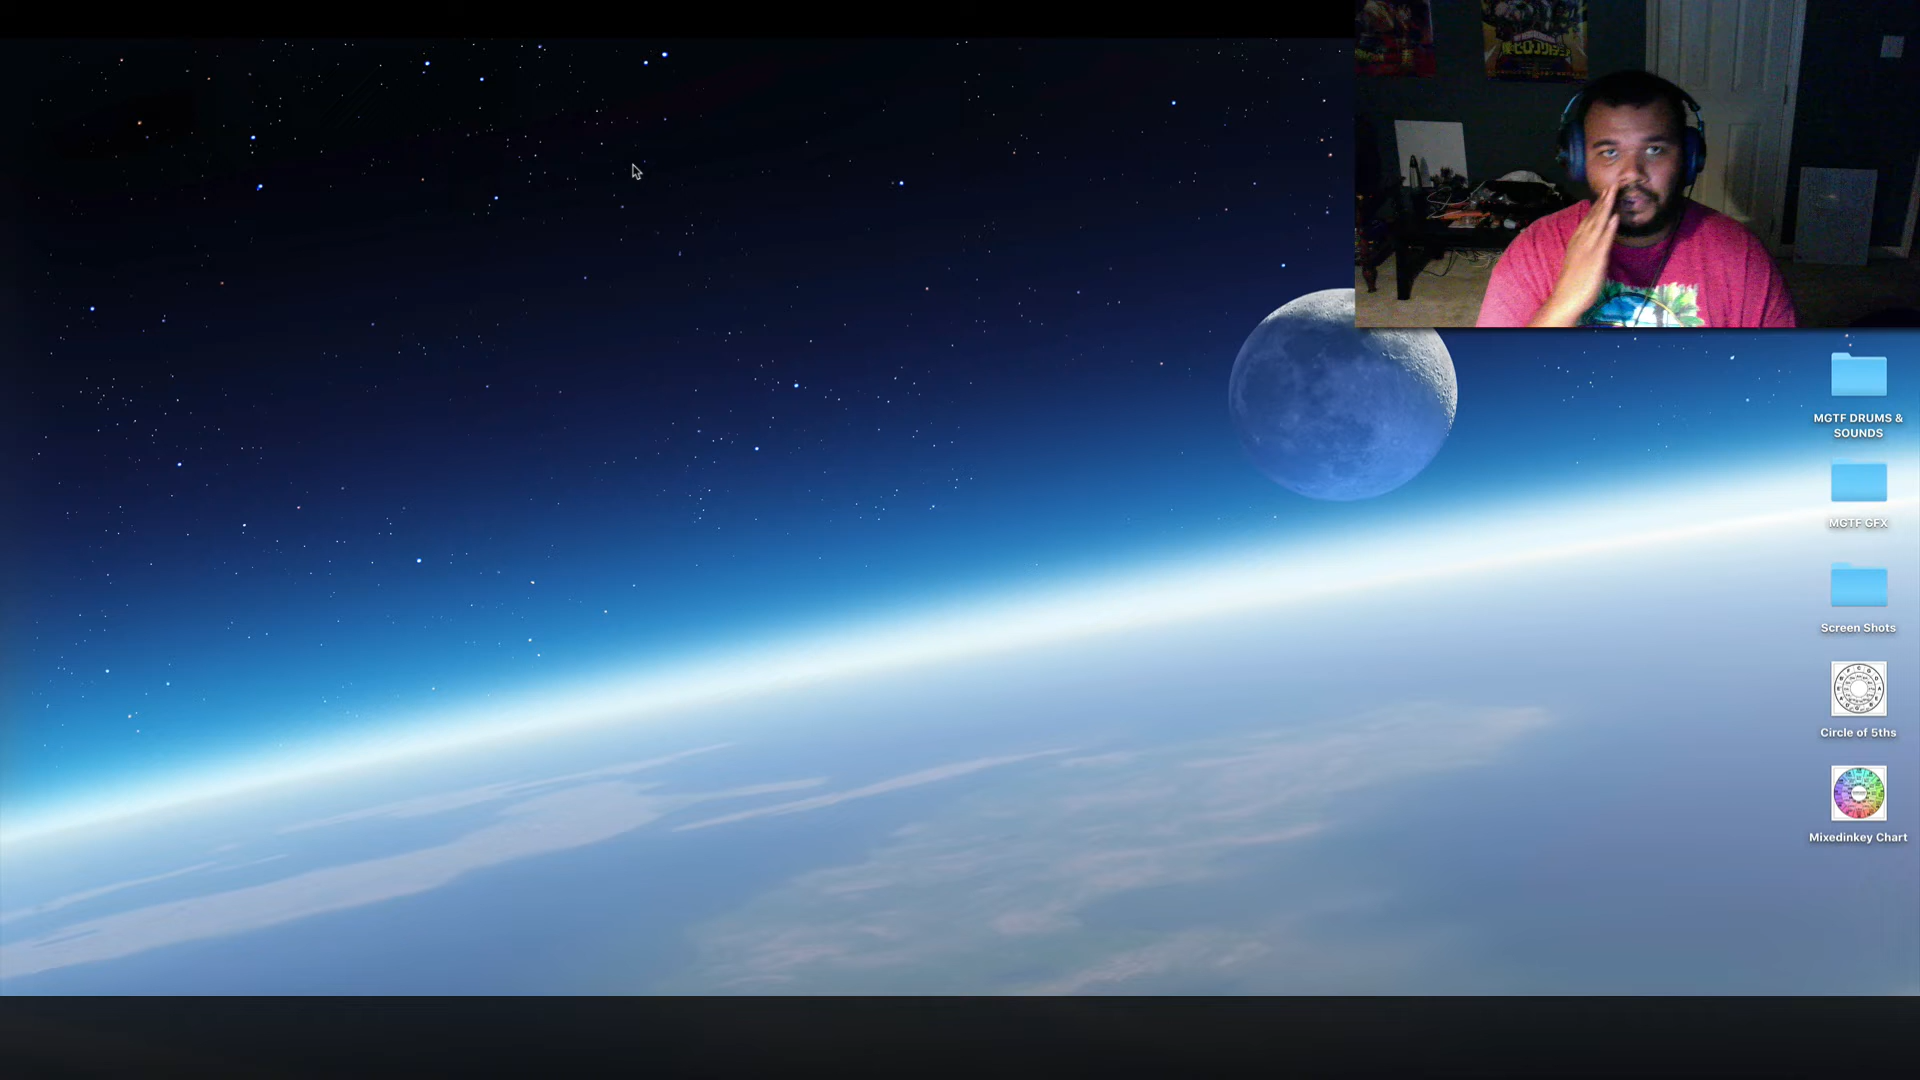 MGTF DRUMS &
SOUNDS
MGTF GFX
Screen Shots
Circle of 5ths
Mixedinkey Chart